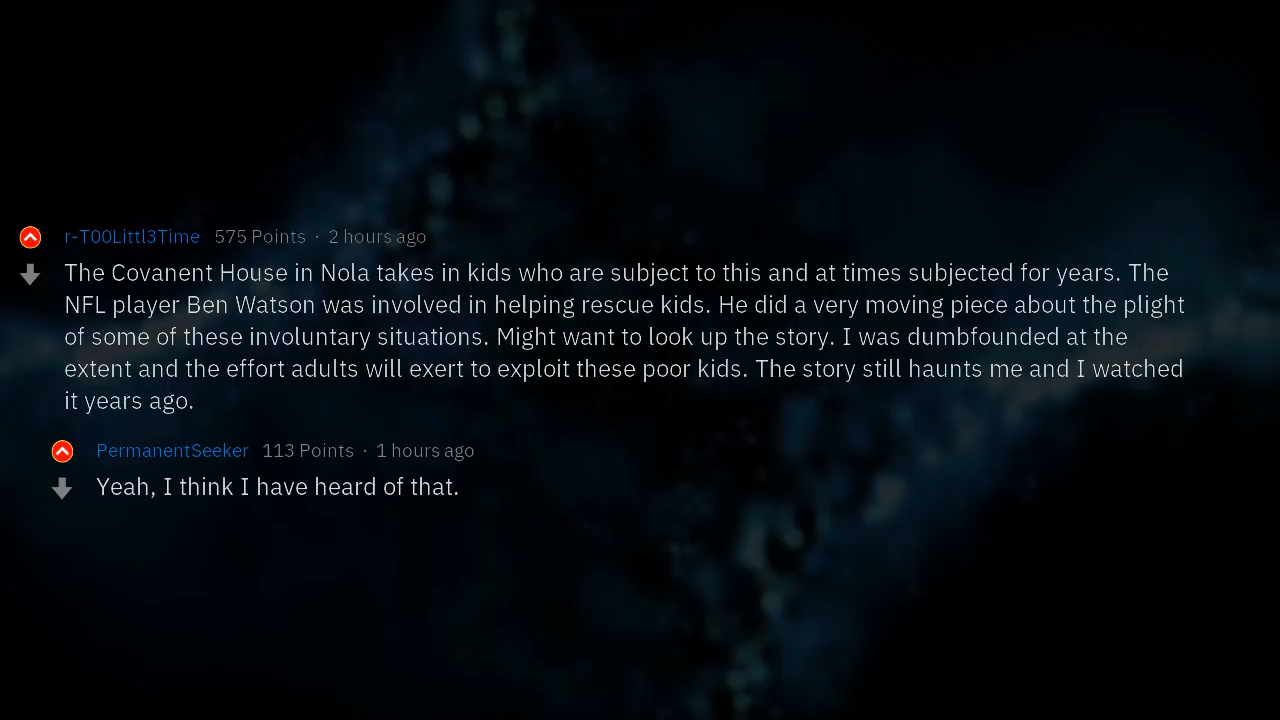 r-T00Littl3Time 575 Points · 2 hours ago
The Covanent House in Nola takes in kids who are subject to this and at times subjected for years. The
NFL player Ben Watson was involved in helping rescue kids. He did a very moving piece about the plight
of some of these involuntary situations. Might want to look up the story. I was dumbfounded at the
extent and the effort adults will exert to exploit these poor kids. The story still haunts me and I watched
it years ago.
PermanentSeeker 113 Points · 1 hours ago
Yeah, I think I have heard of that.